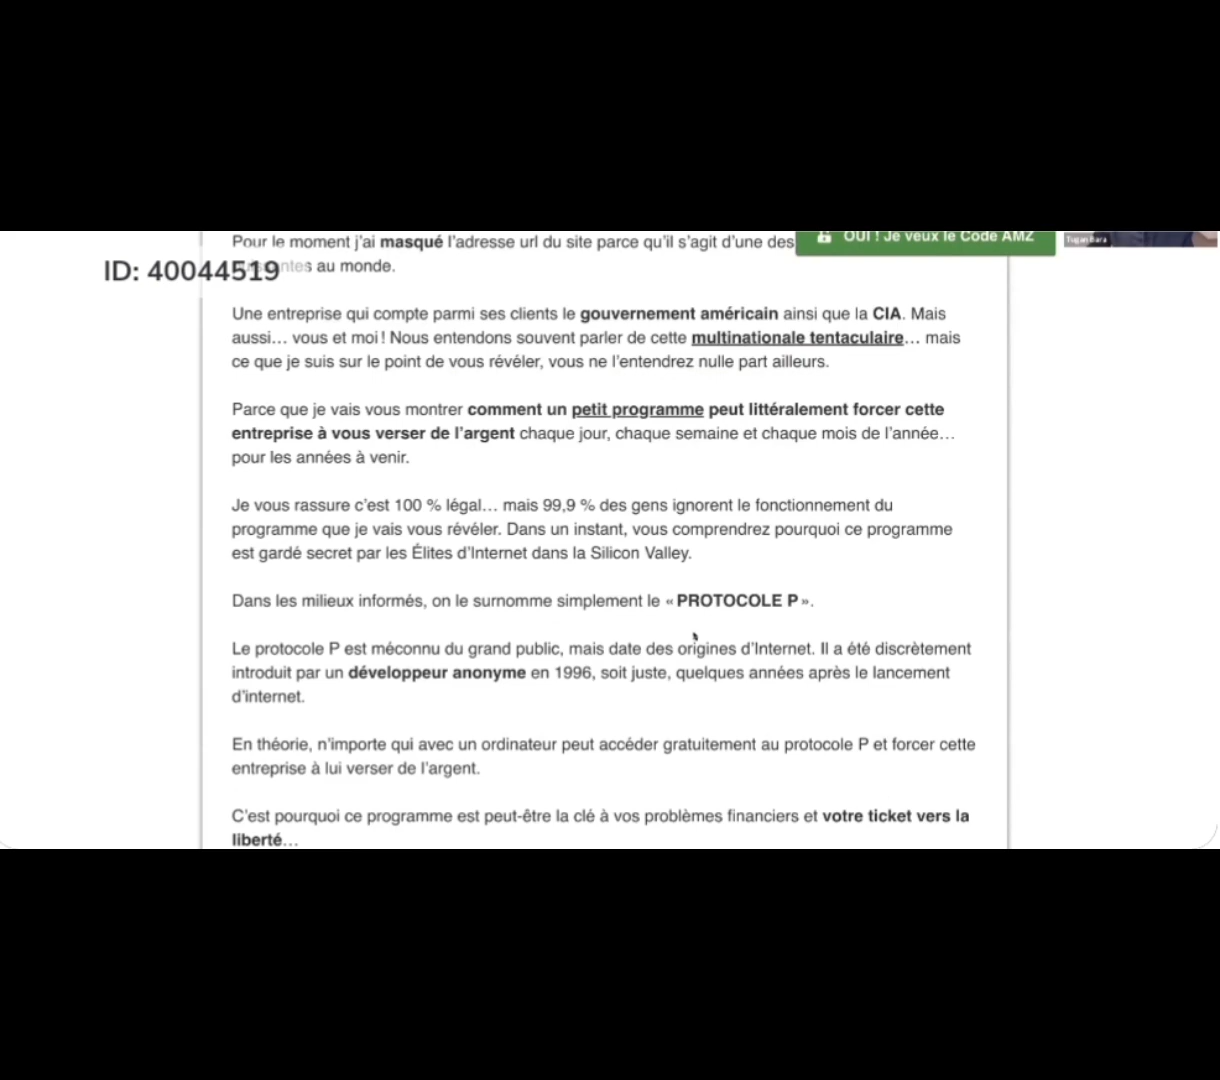 Pour le moment j'ai masqué l'adresse url du site parce qu'il s'agit d'une des
OUI ! Je veux le Code AMZ
Tugan Bara
ID: 40044519
au monde.
Une entreprise qui compte parmi ses clients le gouvernement américain ainsi que la CIA. Mais
aussi… vous et moi ! Nous entendons souvent parler de cette multinationale tentaculaire… mais
ce que je suis sur le point de vous révéler, vous ne l'entendrez nulle part ailleurs.
Parce que je vais vous montrer comment un petit programme peut littéralement forcer cette
entreprise à vous verser de l'argent chaque jour, chaque semaine et chaque mois de l'année…
pour les années à venir.
Je vous rassure c'est 100 % légal… mais 99,9 % des gens ignorent le fonctionnement du
programme que je vais vous révéler. Dans un instant, vous comprendrez pourquoi ce programme
est gardé secret par les Élites d'Internet dans la Silicon Valley.
Dans les milieux informés, on le surnomme simplement le « PROTOCOLE P ».
Le protocole P est méconnu du grand public, mais date des origines d'Internet. Il a été discrètement
introduit par un développeur anonyme en 1996, soit juste, quelques années après le lancement
d'internet.
En théorie, n'importe qui avec un ordinateur peut accéder gratuitement au protocole P et forcer cette
entreprise à lui verser de l'argent.
C'est pourquoi ce programme est peut-être la clé à vos problèmes financiers et votre ticket vers la
liberté…